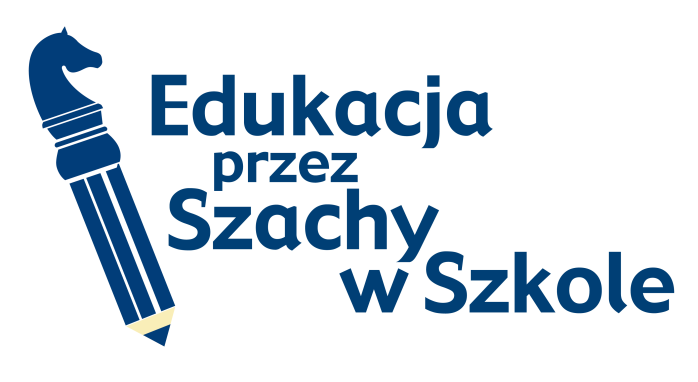 Edukacja
przez
Szachy
w Szkole